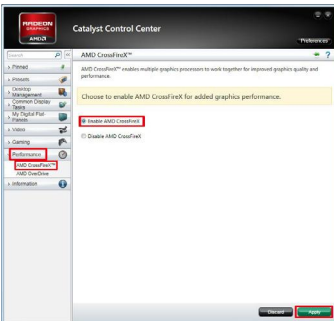 RADEON
GRAPHICS
AMD
Catalyst Control Center
Preferences
Search
AMD CrossFireX™
?
Pinned
Presets
Desktop
Management
Common Display
Tasks
My Digital Flat-
Panels
Video
Gaming
Performance
AMD CrossFireX™
AMD OverDrive
Information
AMD CrossFireX™ enables multiple graphics processors to work together for improved graphics quality and
performance.
Choose to enable AMD CrossFireX for added graphics performance.
Enable AMD CrossFireX
Disable AMD CrossFireX
Discard
Apply